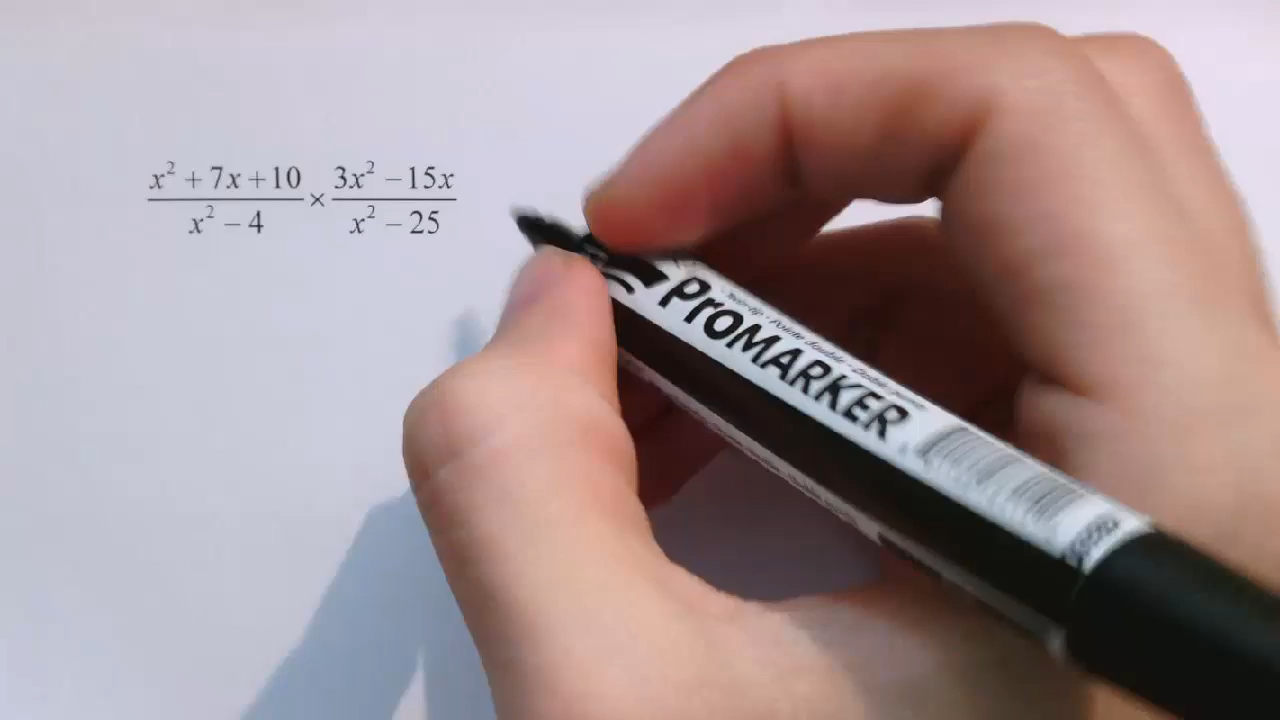 x² + 7x + 10 / x² − 4 × 3x² − 15x / x² − 25
PROMARKER